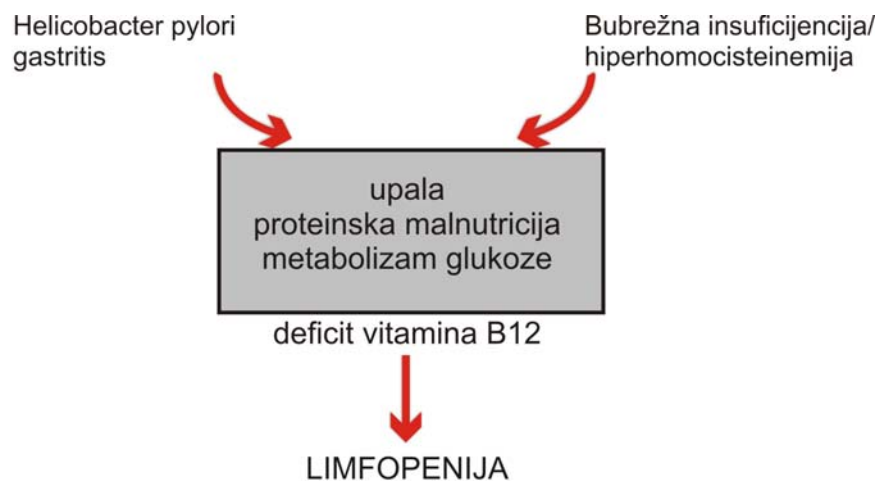 Helicobacter pylori
gastritis
Bubrežna insuficijencija/
hiperhomocisteinemija
upala
proteinska malnutricija
metabolizam glukoze
deficit vitamina B12
LIMFOPENIJA